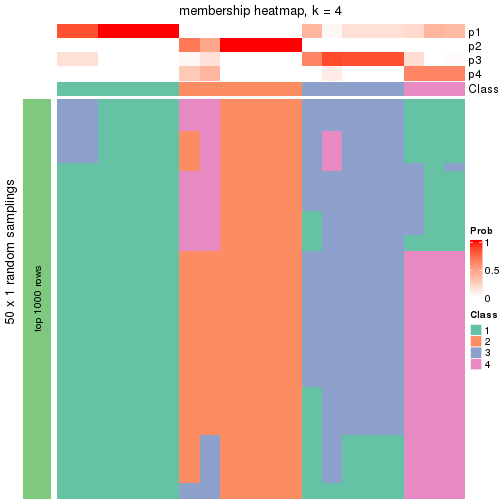 membership heatmap, k = 4
p1
p2
p3
p4
Class
50 x 1 random samplings
top 1000 rows
Prob
1
0.5
0
Class
1
2
3
4